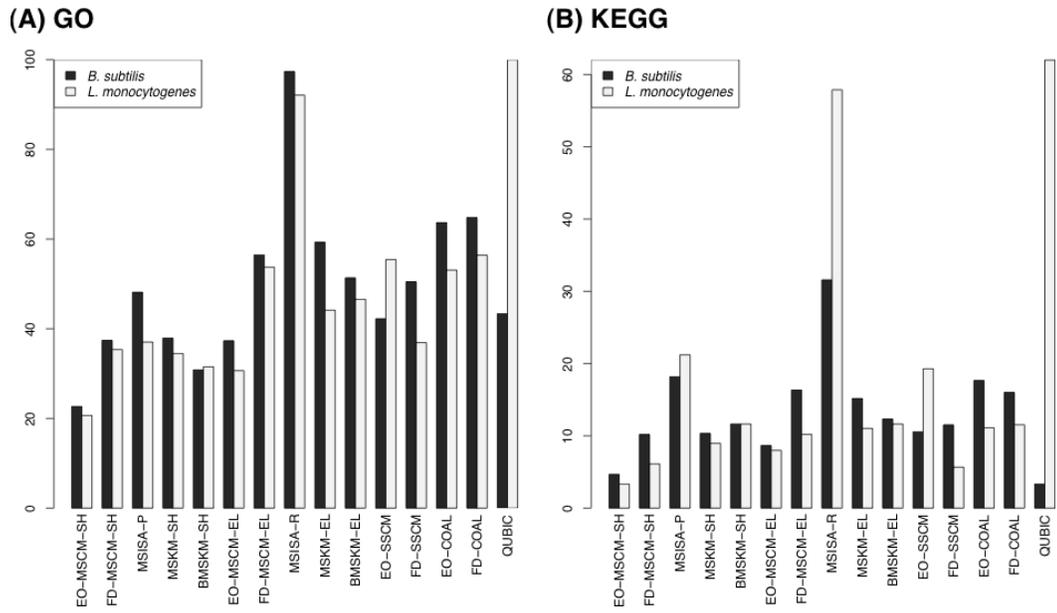 (A) GO
B. subtilis
L. monocytogenes
100
80
60
40
20
0
EO-MSCM-SH
FD-MSCM-SH
MSISA-P
MSKM-SH
BMSKM-SH
EO-MSCM-EL
FD-MSCM-EL
MSISA-R
MSKM-EL
BMSKM-EL
EO-SSCM
FD-SSCM
EO-COAL
FD-COAL
QUBIC
(B) KEGG
B. subtilis
L. monocytogenes
60
50
40
30
20
10
0
EO-MSCM-SH
FD-MSCM-SH
MSISA-P
MSKM-SH
BMSKM-SH
EO-MSCM-EL
FD-MSCM-EL
MSISA-R
MSKM-EL
BMSKM-EL
EO-SSCM
FD-SSCM
EO-COAL
FD-COAL
QUBIC